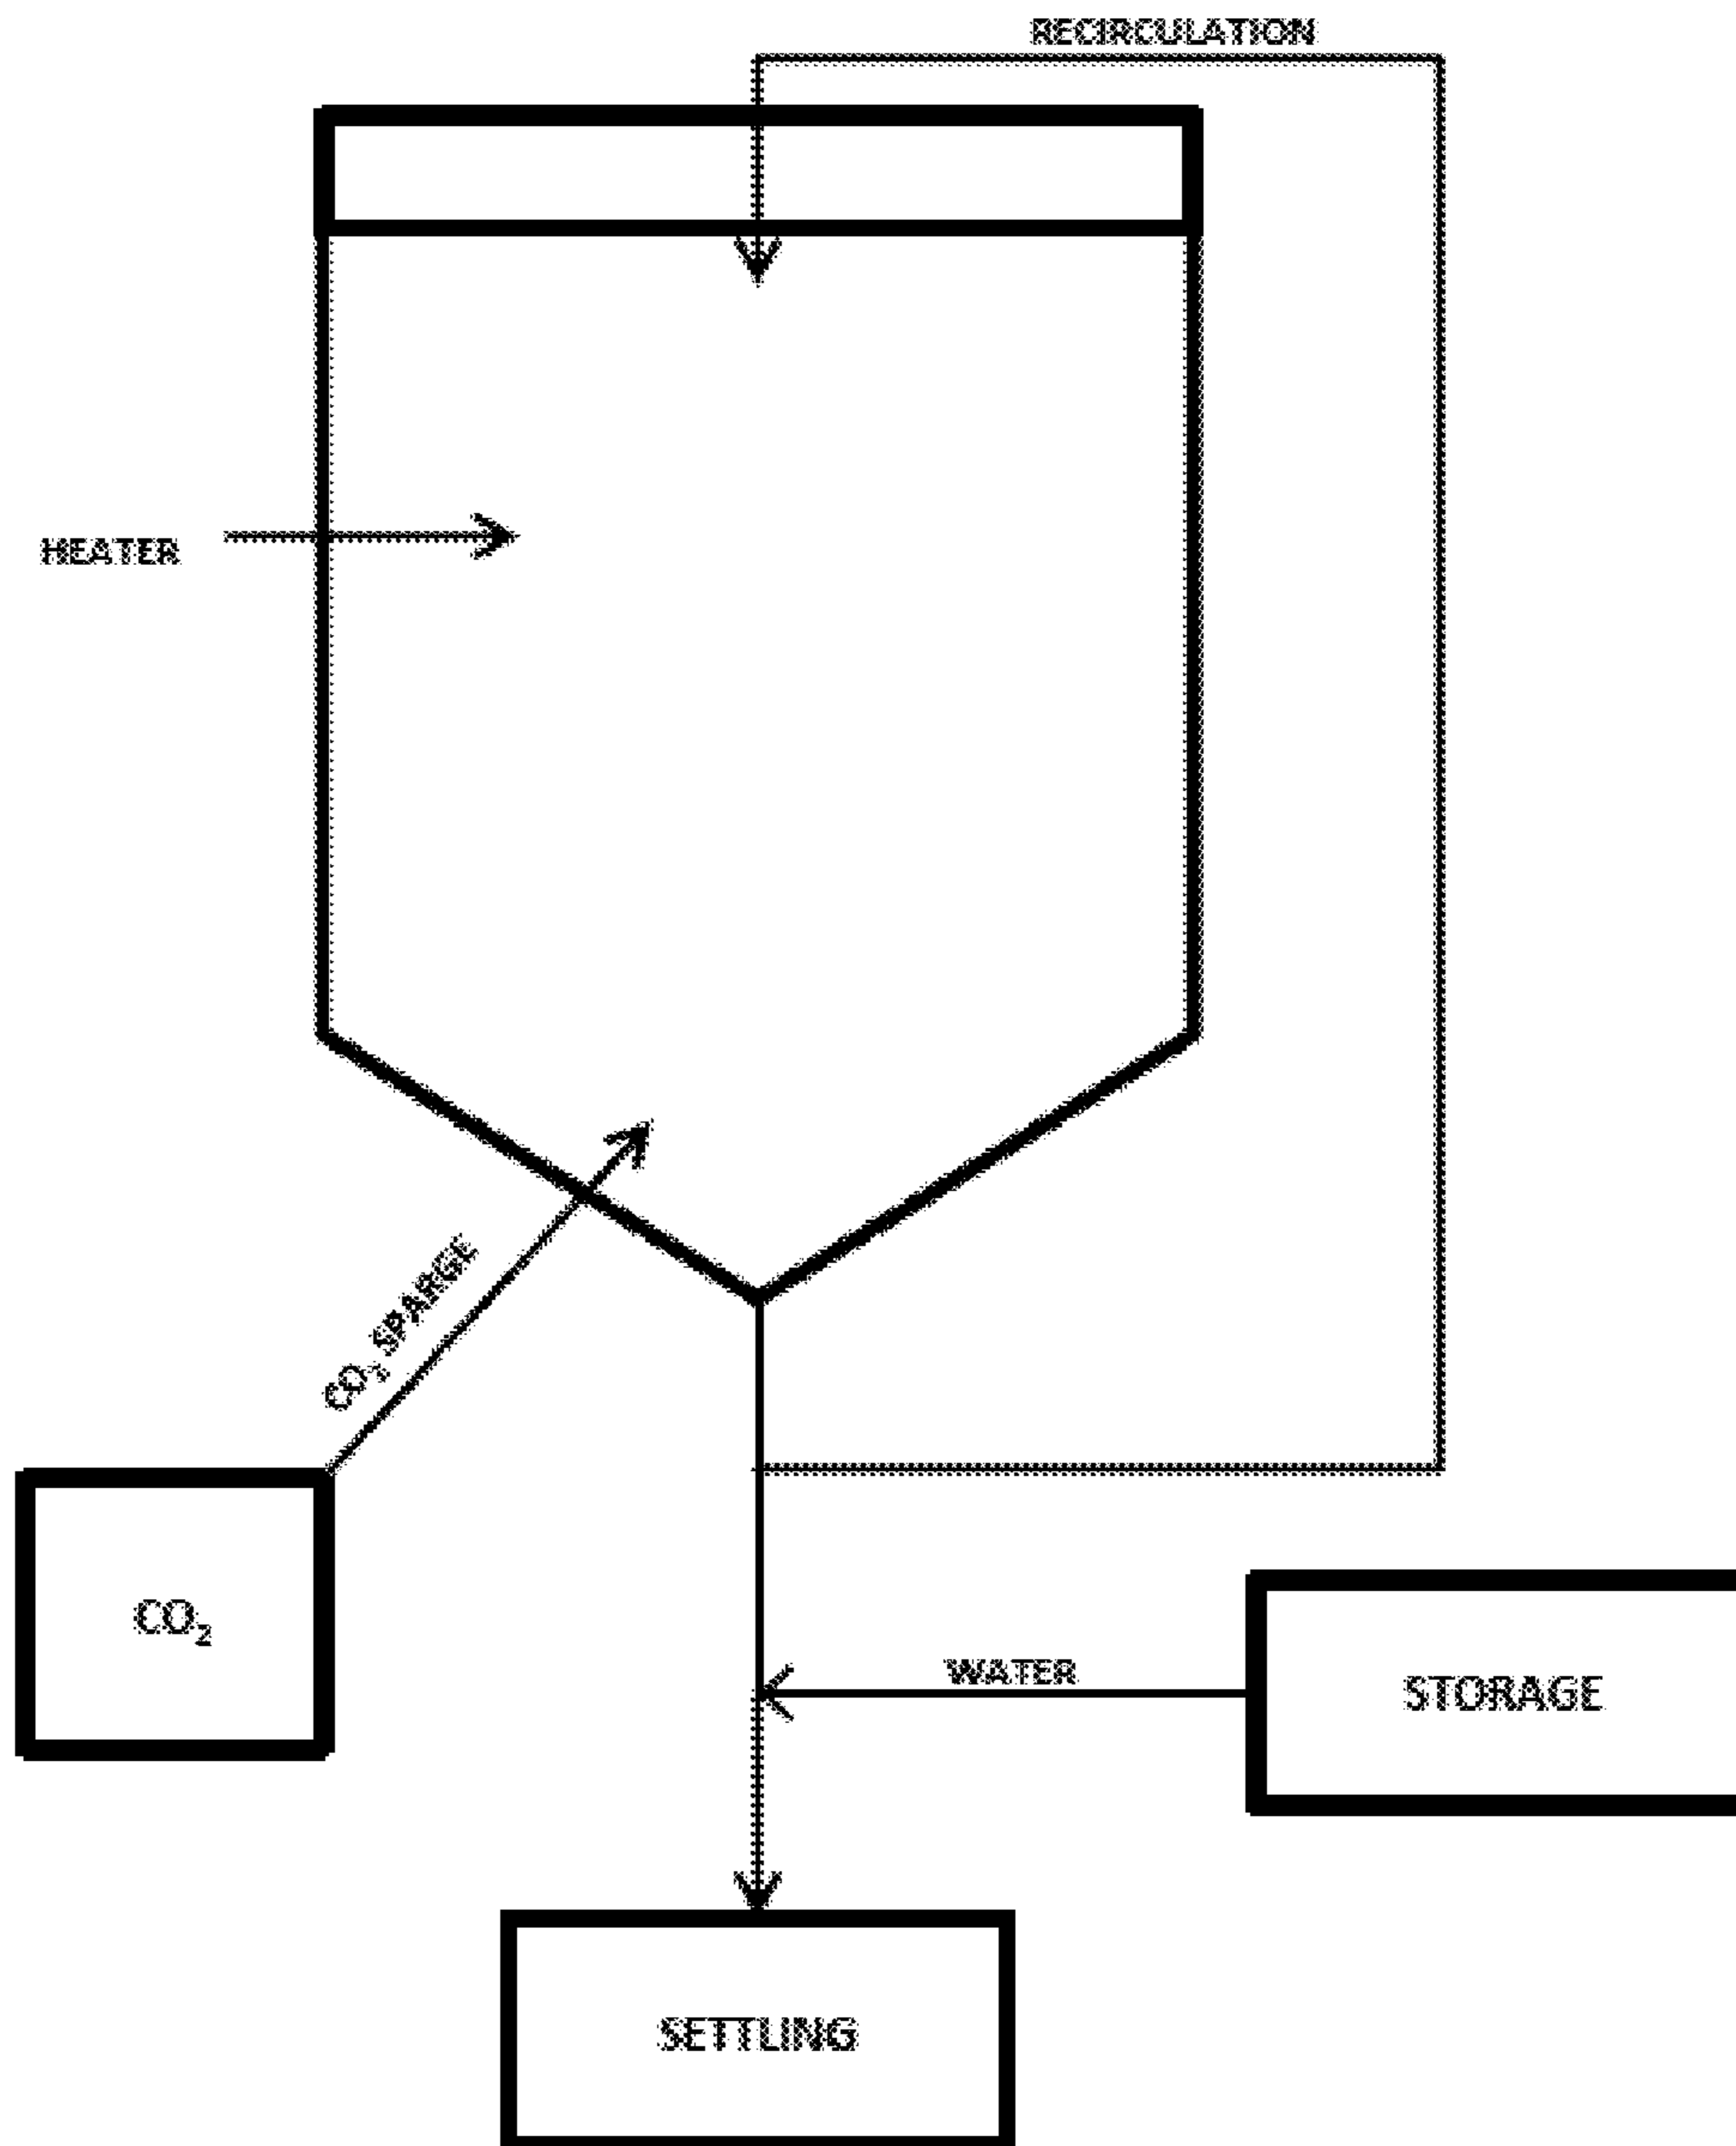 RECIRCULATION
HEATER
CO₂ SPARGE
CO₂
WATER
STORAGE
SETTLING